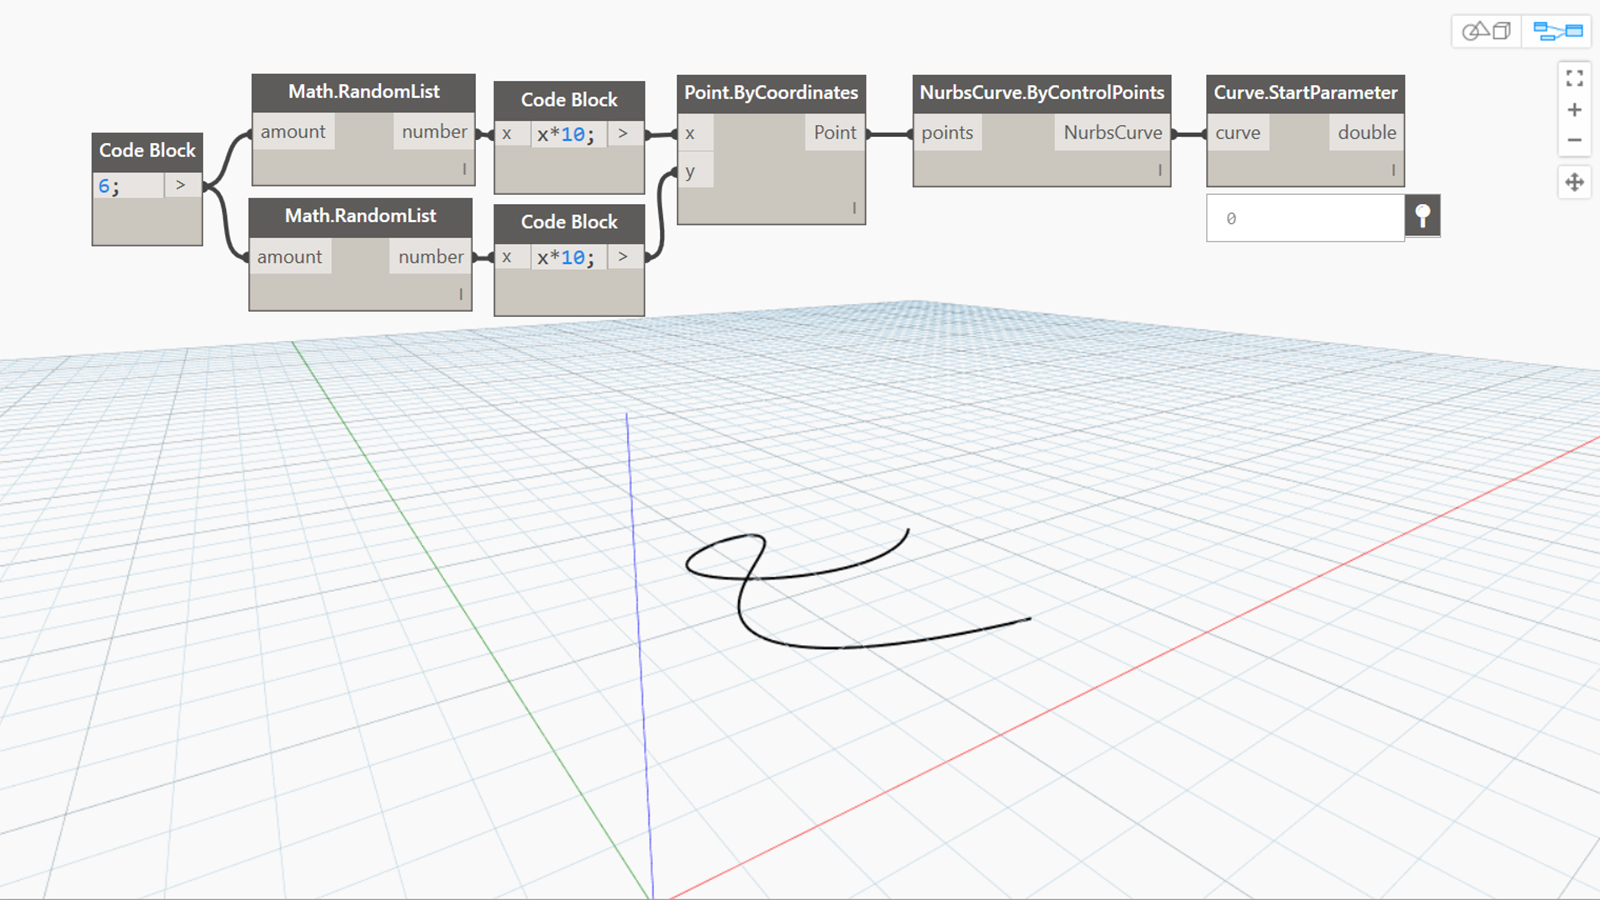 Code Block
6; >
Math.RandomList
amount number
l
Math.RandomList
amount number
l
Code Block
x x*10; >
Code Block
x x*10; >
Point.ByCoordinates
x Point
y
l
NurbsCurve.ByControlPoints
points NurbsCurve
l
Curve.StartParameter
curve double
l
0